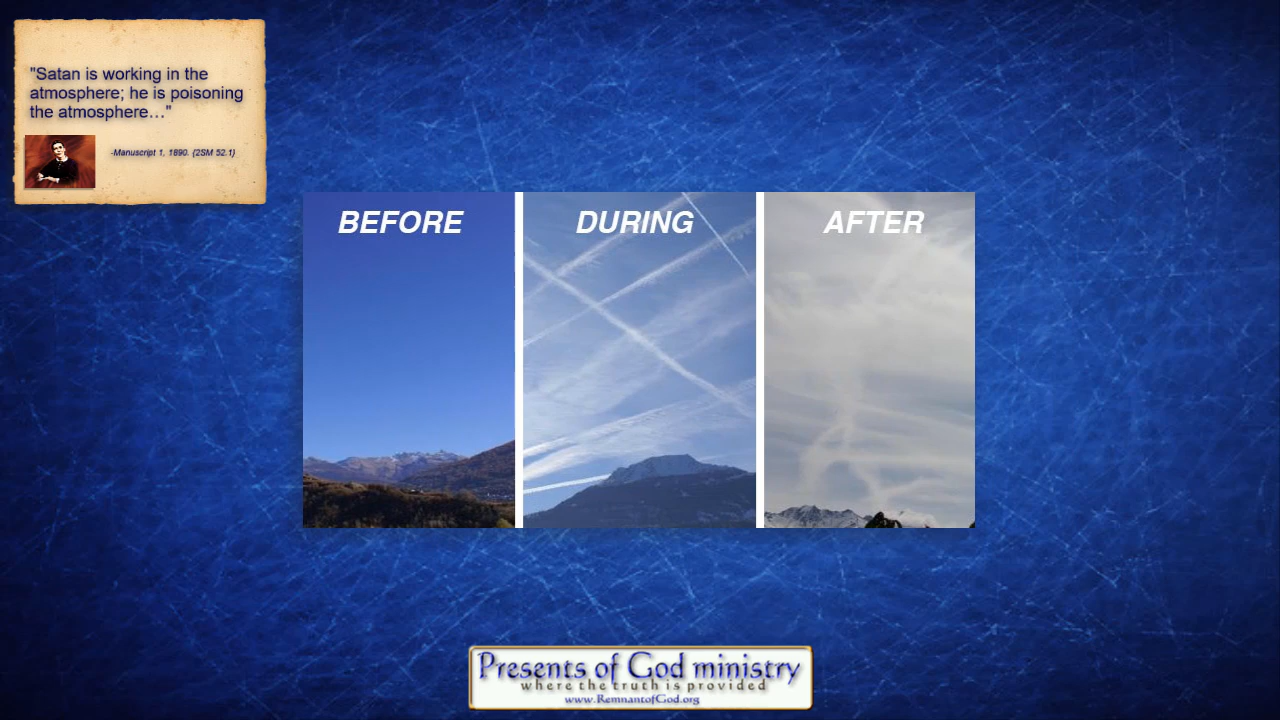 "Satan is working in the
atmosphere; he is poisoning
the atmosphere…"
-Manuscript 1, 1890. {2SM 52.1}
BEFORE
DURING
AFTER
Presents of God ministry
where the truth is provided
www.RemnantofGod.org